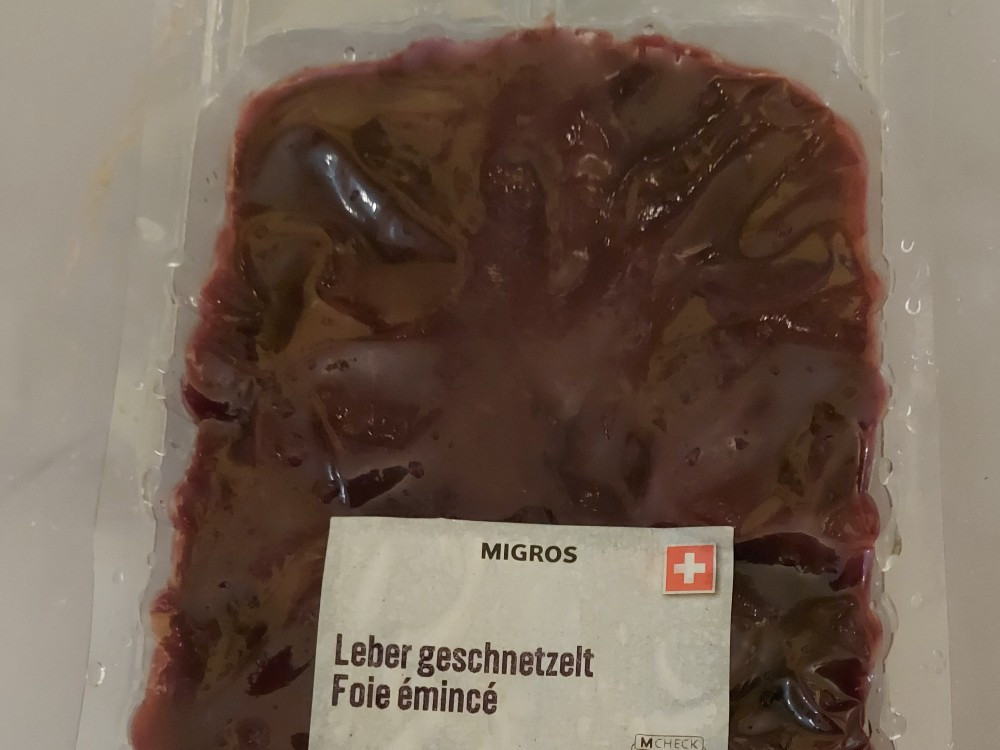 MIGROS
Leber geschnetzelt
Foie émincé
MCHECK